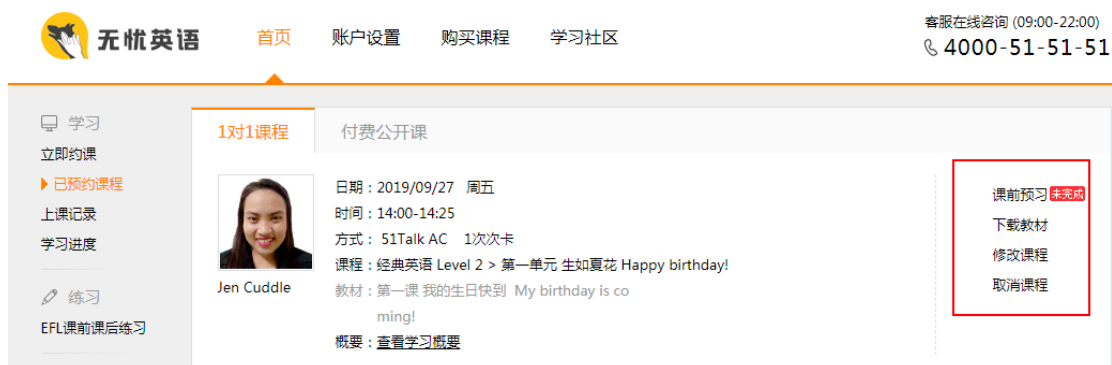 无忧英语
首页 账户设置 购买课程 学习社区
客服在线咨询 (09:00-22:00)
4000-51-51-51
学习
立即约课
已预约课程
上课记录
学习进度
练习
EFL课前课后练习
1对1课程 付费公开课
Jen Cuddle
日期：2019/09/27 周五
时间：14:00-14:25
方式： 51Talk AC 1次次卡
课程：经典英语 Level 2 > 第一单元 生如夏花 Happy birthday!
教材：第一课 我的生日快到 My birthday is co
ming!
概要：查看学习概要
课前预习 未完成
下载教材
修改课程
取消课程